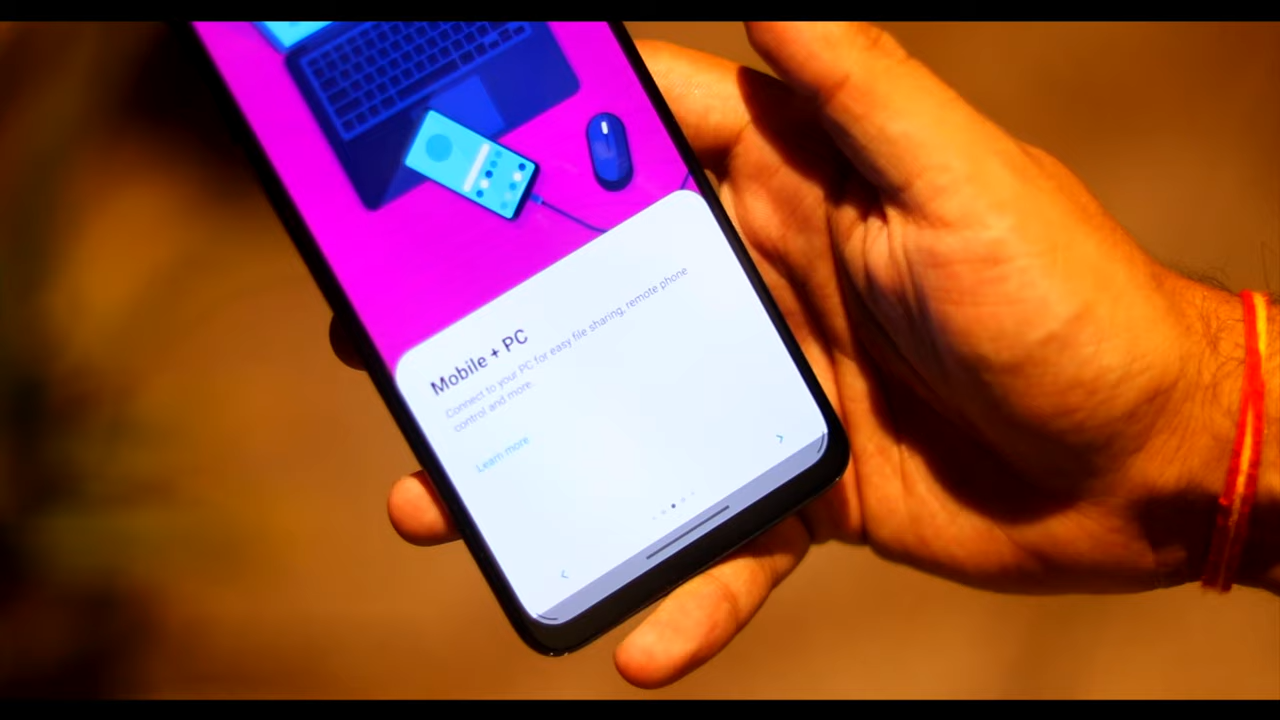 Mobile + PC
Connect to your PC for easy file sharing, remote phone
control and more.
Learn more